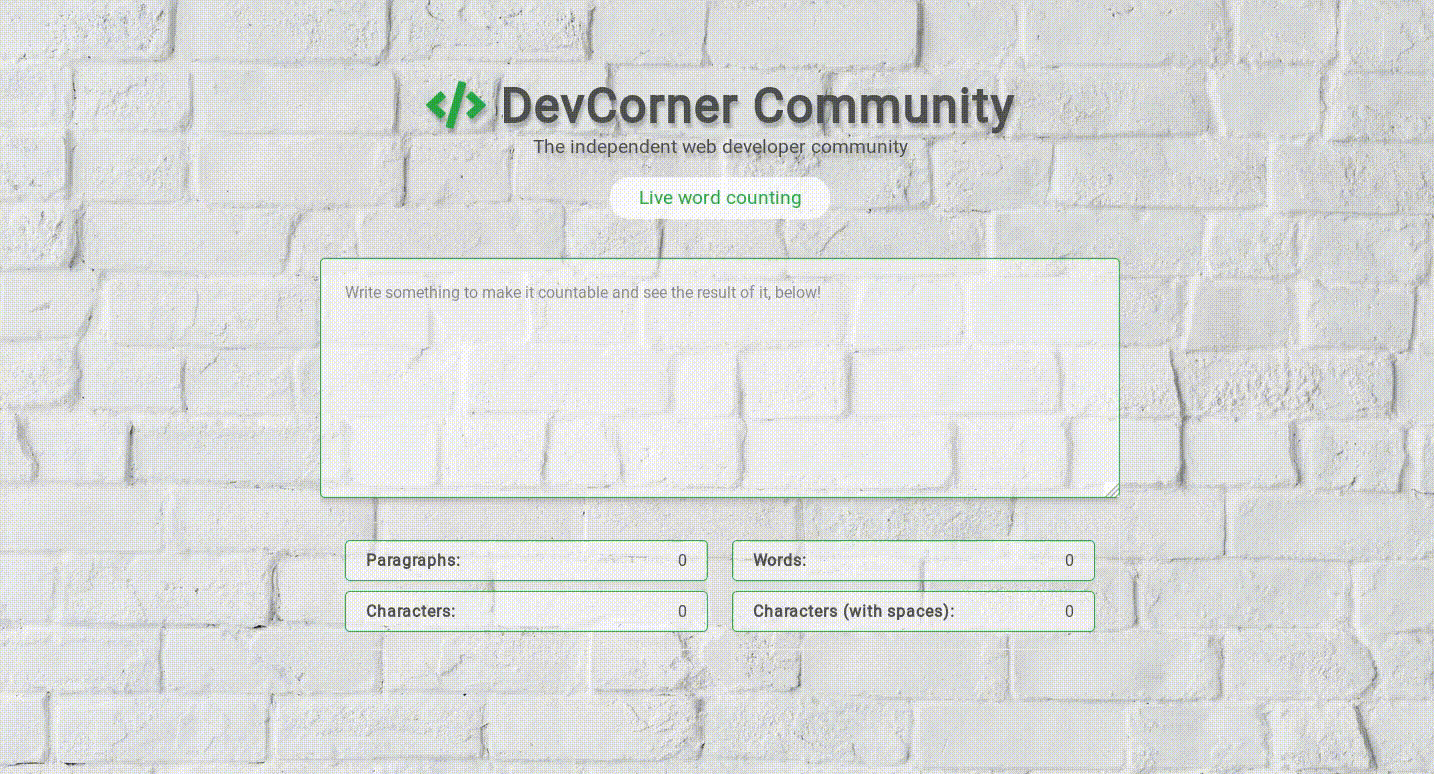 </> DevCorner Community
The independent web developer community
Live word counting
Write something to make it countable and see the result of it, below!
Paragraphs: 0
Words: 0
Characters: 0
Characters (with spaces): 0